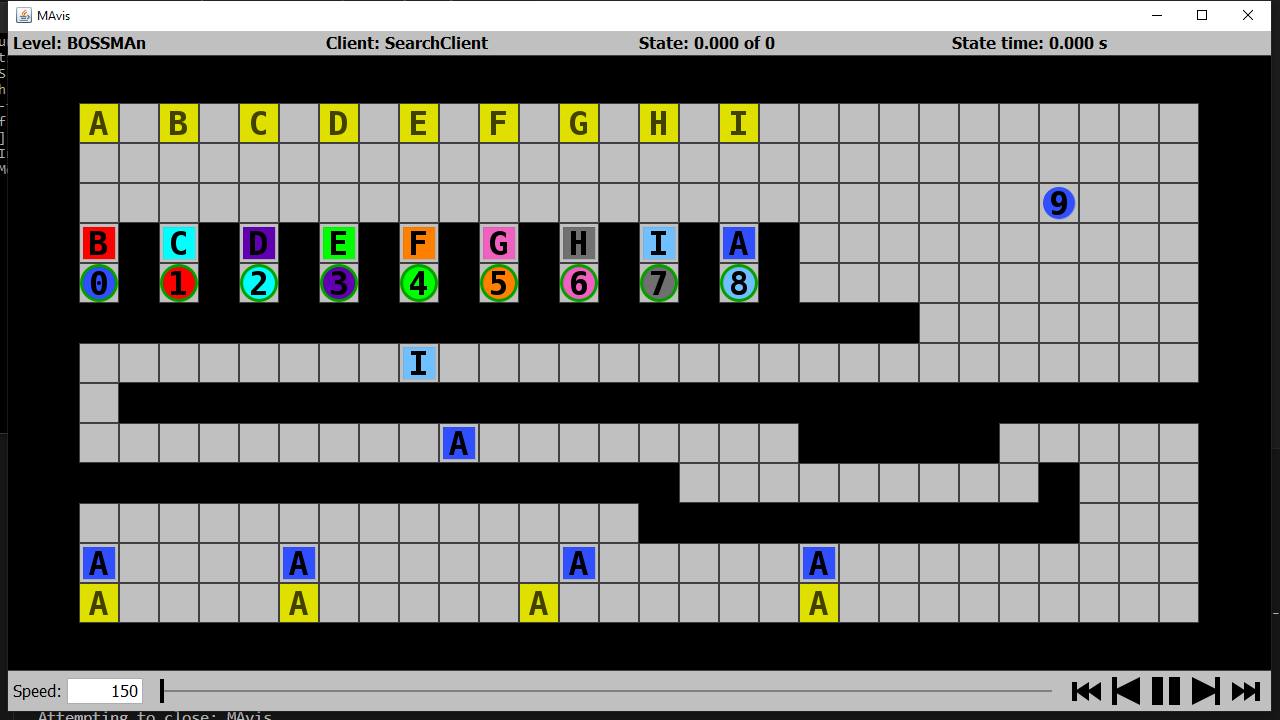 MAvis
Level: BOSSMAn Client: SearchClient State: 0.000 of 0 State time: 0.000 s
A B C D E F G H I
9
B C D E F G H I A
0 1 2 3 4 5 6 7 8
I
A
A A A A
A A A A
Speed: 150
Attempting to close: MAvis